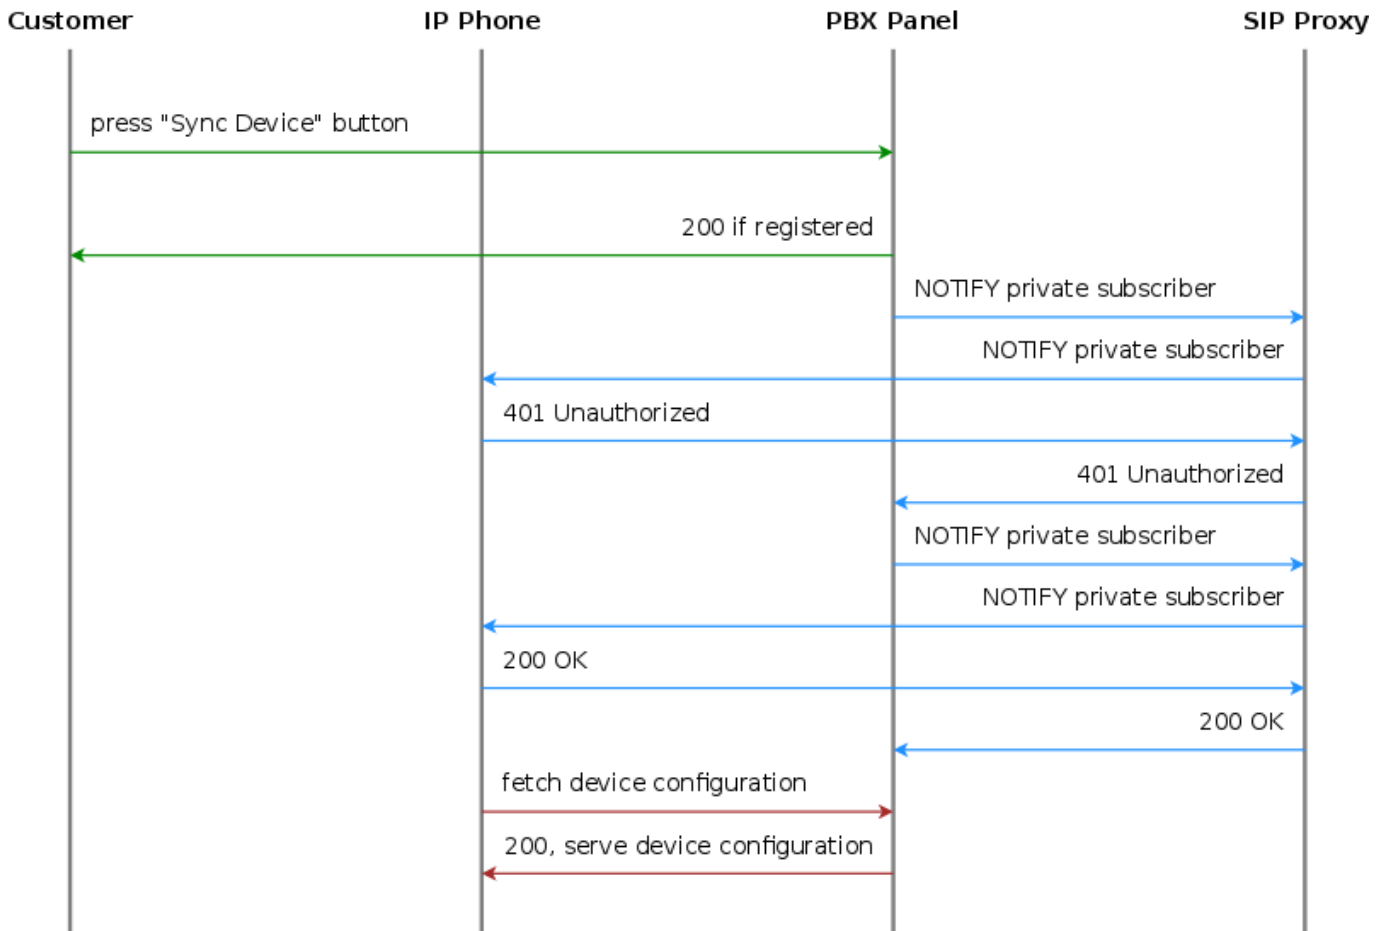 Customer IP Phone PBX Panel SIP Proxy
press "Sync Device" button
200 if registered
NOTIFY private subscriber
NOTIFY private subscriber
401 Unauthorized
401 Unauthorized
NOTIFY private subscriber
NOTIFY private subscriber
200 OK
200 OK
fetch device configuration
200, serve device configuration